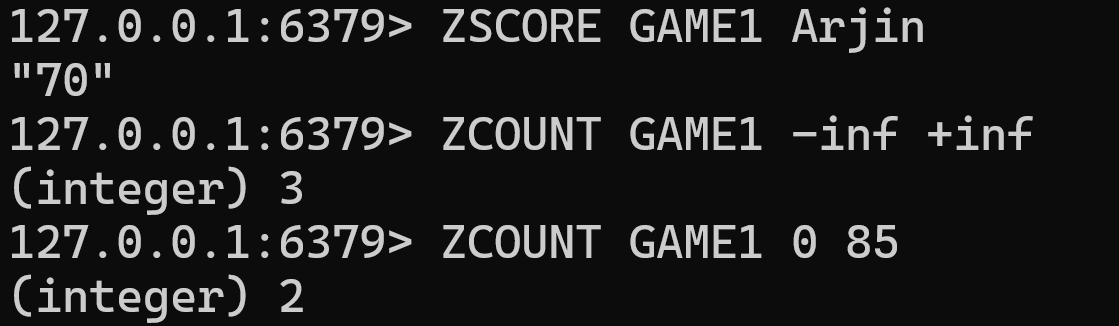 127.0.0.1:6379> ZSCORE GAME1 Arjin
"70"
127.0.0.1:6379> ZCOUNT GAME1 -inf +inf
(integer) 3
127.0.0.1:6379> ZCOUNT GAME1 0 85
(integer) 2